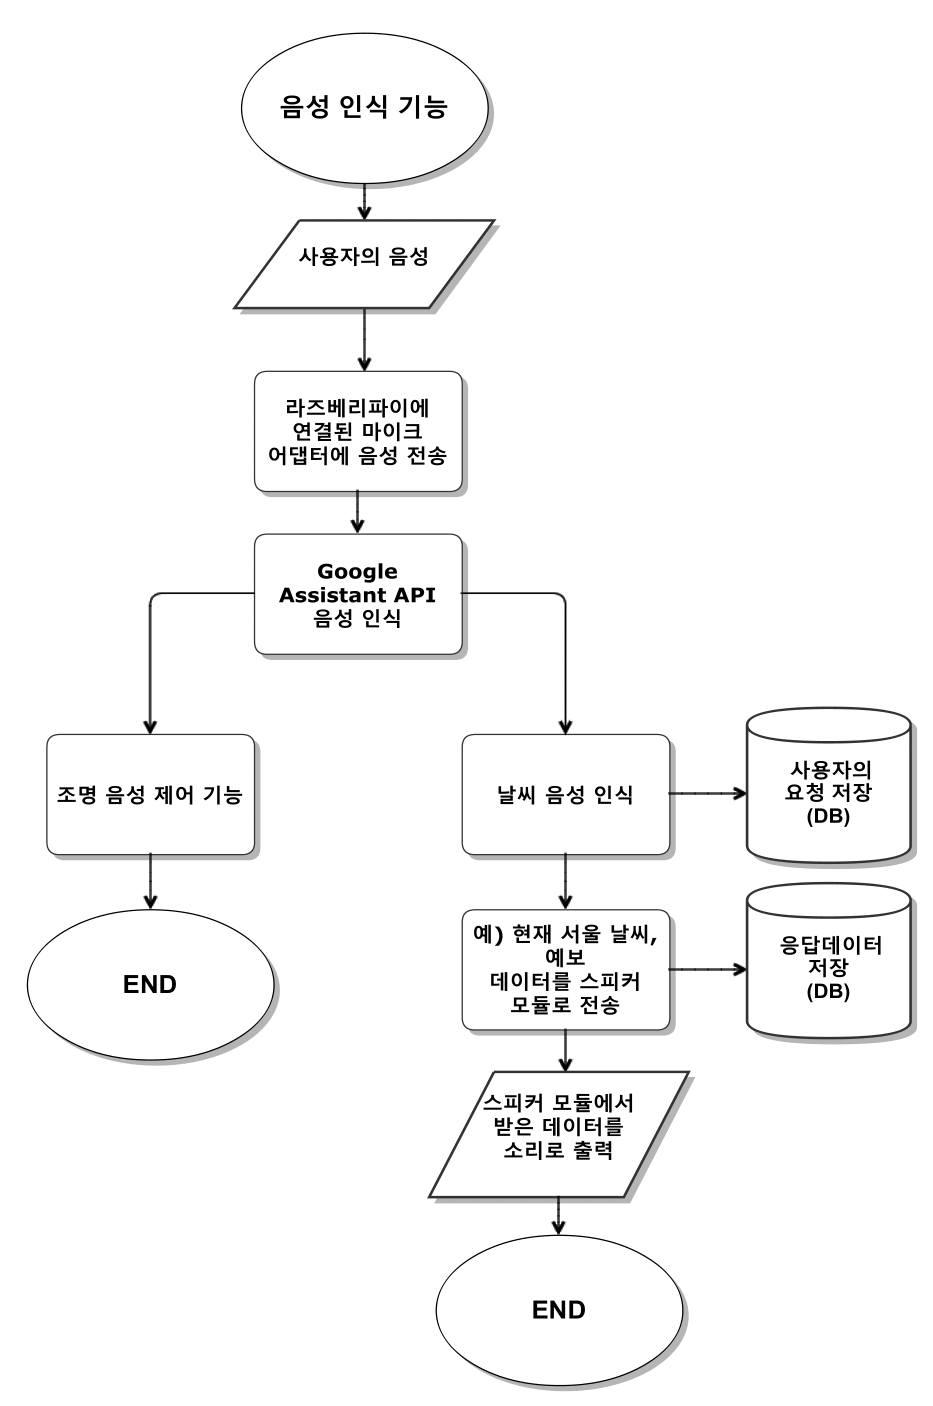 음성 인식 기능
사용자의 음성
라즈베리파이에
연결된 마이크
어댑터에 음성 전송
Google
Assistant API
음성 인식
조명 음성 제어 기능
END
날씨 음성 인식
사용자의
요청 저장
(DB)
예) 현재 서울 날씨,
예보
데이터를 스피커
모듈로 전송
응답데이터
저장
(DB)
스피커 모듈에서
받은 데이터를
소리로 출력
END